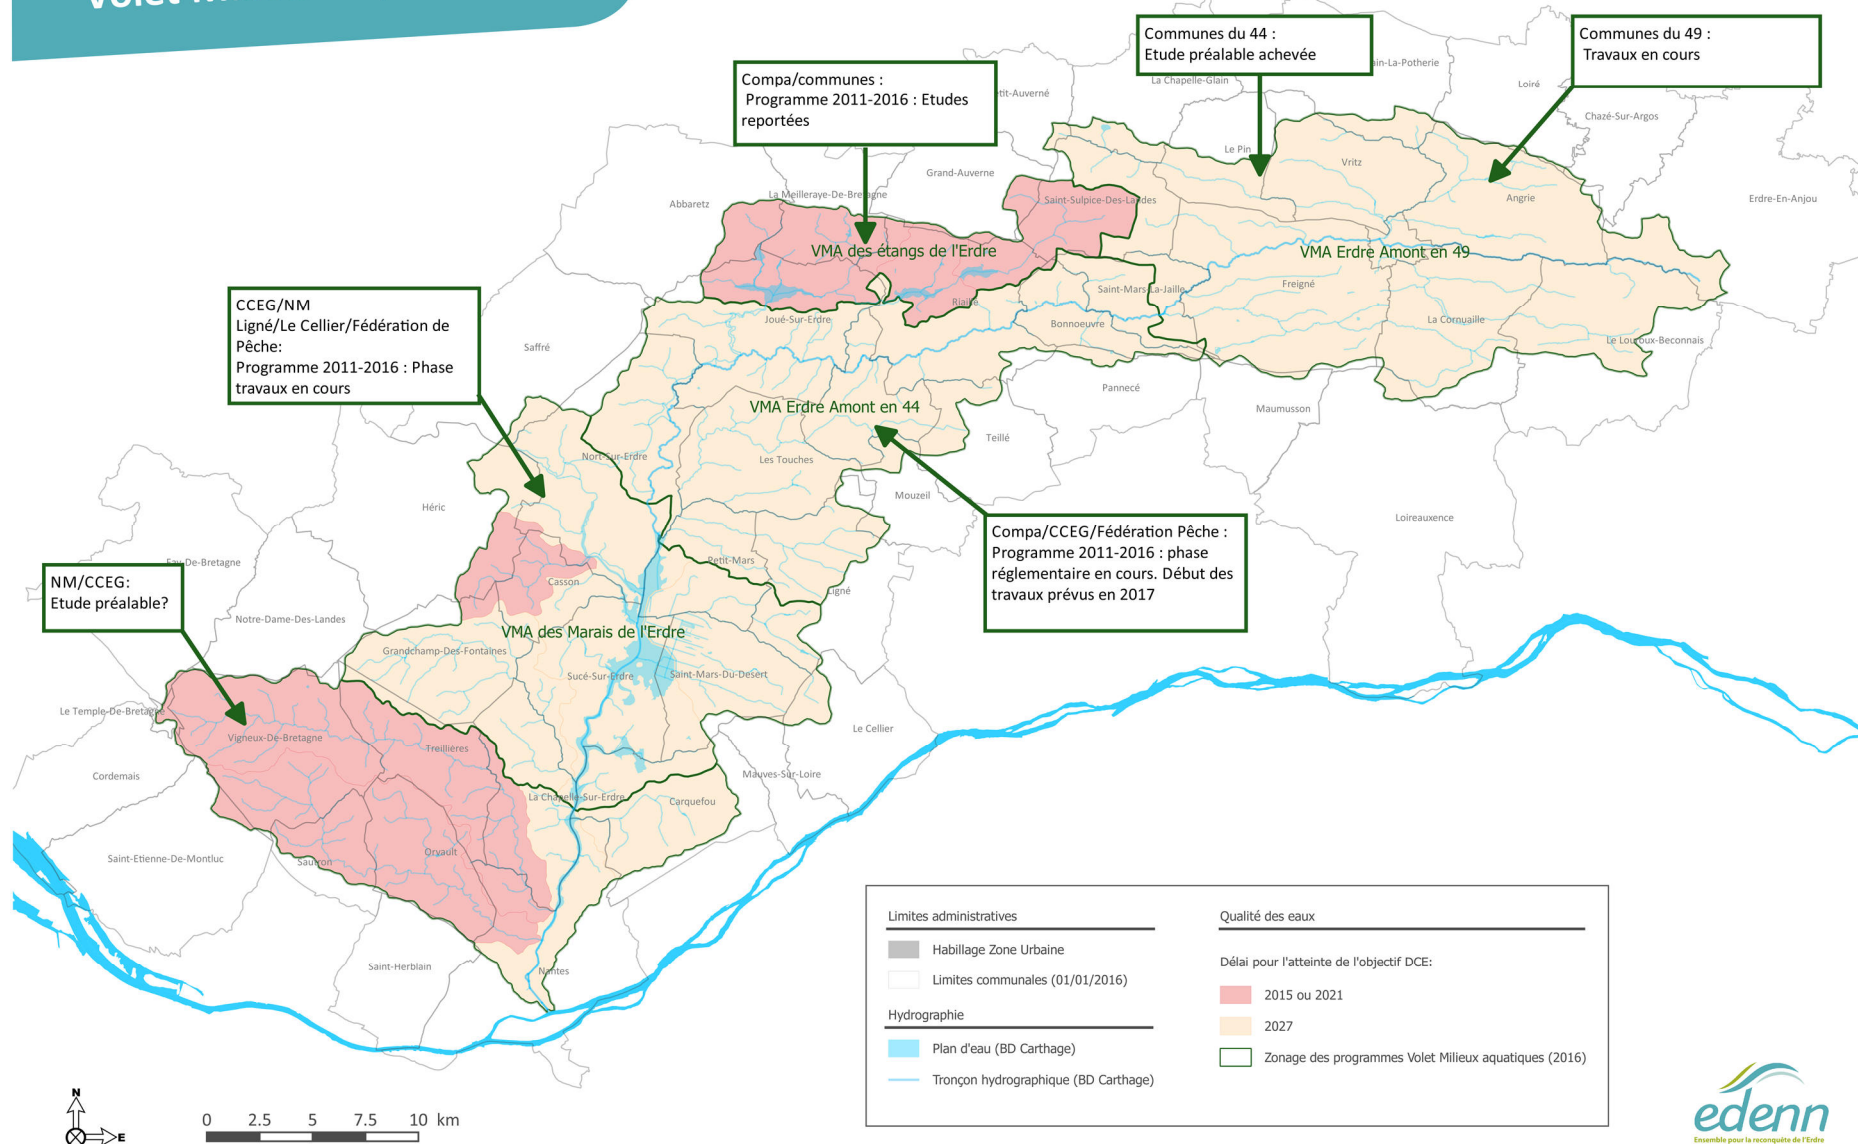 Volet
Communes du 44 :
Etude préalable achevée
Communes du 49 :
Travaux en cours
Compa/communes :
Programme 2011-2016 : Etudes
reportées
CCEG/NM
Ligné/Le Cellier/Fédération de
Pêche:
Programme 2011-2016 : Phase
travaux en cours
NM/CCEG:
Etude préalable?
Compa/CCEG/Fédération Pêche :
Programme 2011-2016 : phase
réglementaire en cours. Début des
travaux prévus en 2017
ain-La-Potherie
La Chapelle-Glain
Loiré
tit-Auverné
Chazé-Sur-Argos
Le Pin
Vritz
Grand-Auverne
La Meilleraye-De-Bretagne
Abbaretz
Saint-Sulpice-Des-Landes
Angrie
Erdre-En-Anjou
VMA des étangs de l'Erdre
VMA Erdre Amont en 49
Freigné
Saint-Mars-La-Jaille
Riaillé
Joué-Sur-Erdre
Bonnoeuvre
La Cornuaille
Le Louroux-Beconnais
Saffré
Pannecé
Maumusson
VMA Erdre Amont en 44
Teillé
Nort-Sur-Erdre
Les Touches
Mouzeil
Héric
Loireauxence
Fay-De-Bretagne
Petit-Mars
Casson
Ligné
Notre-Dame-Des-Landes
VMA des Marais de l'Erdre
Grandchamp-Des-Fontaines
Sucé-Sur-Erdre
Saint-Mars-Du-Desert
Le Temple-De-Bretagne
Vigneux-De-Bretagne
Le Cellier
Treillières
Cordemais
Mauves-Sur-Loire
La Chapelle-Sur-Erdre
Carquefou
Saint-Etienne-De-Montluc
Sautron
Orvault
Saint-Herblain
Nantes
Limites administratives
Habillage Zone Urbaine
Limites communales (01/01/2016)
Hydrographie
Plan d'eau (BD Carthage)
Tronçon hydrographique (BD Carthage)
Qualité des eaux
Délai pour l'atteinte de l'objectif DCE:
2015 ou 2021
2027
Zonage des programmes Volet Milieux aquatiques (2016)
N
E
0 2.5 5 7.5 10 km
edenn
Ensemble pour la reconquête de l'Erdre